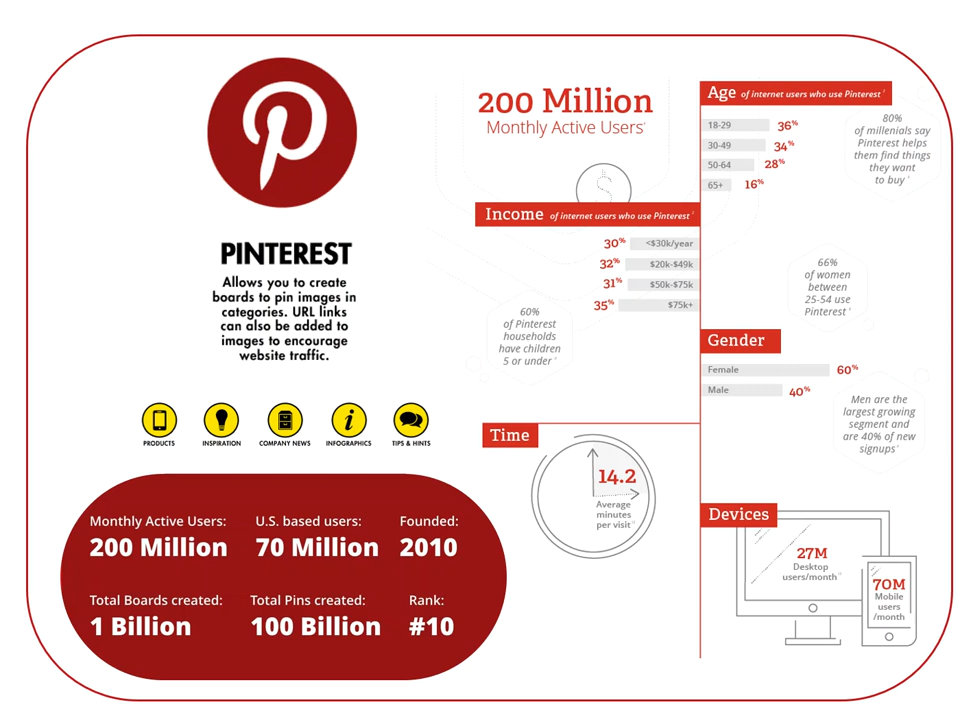 PINTEREST
Allows you to create
boards to pin images in
categories. URL links
can also be added to
images to encourage
website traffic.
PRODUCTS
INSPIRATION
COMPANY NEWS
INFOGRAPHICS
TIPS & HINTS
Monthly Active Users:
200 Million
U.S. based users:
70 Million
Founded:
2010
Total Boards created:
1 Billion
Total Pins created:
100 Billion
Rank:
#10
200 Million
Monthly Active Users
$
Income of internet users who use Pinterest
30% <$30k/year
32% $20k-$49k
31% $50k-$75k
35% $75k+
60%
of Pinterest
households
have children
5 or under
Time
14.2
Average
minutes
per visit
Age of internet users who use Pinterest
18-29 36%
30-49 34%
50-64 28%
65+ 16%
80%
of millenials say
Pinterest helps
them find things
they want
to buy
66%
of women
between
25-54 use
Pinterest
Gender
Female 60%
Male 40%
Men are the
largest growing
segment and
are 40% of new
signups
Devices
27M
Desktop
users/month
70M
Mobile
users
/month